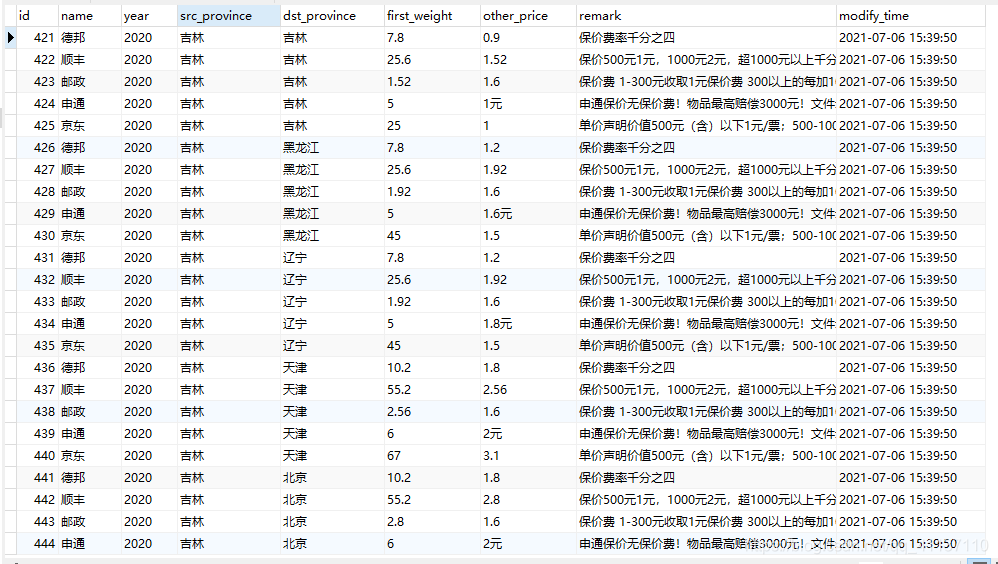 id name year src_province dst_province first_weight other_price remark modify_time
421 德邦 2020 吉林 吉林 7.8 0.9 保价费率千分之四 2021-07-06 15:39:50
422 顺丰 2020 吉林 吉林 25.6 1.52 保价500元1元，1000元2元，超1000元以上千分 2021-07-06 15:39:50
423 邮政 2020 吉林 吉林 1.52 1.6 保价费 1-300元收取1元保价费 300以上的每加1 2021-07-06 15:39:50
424 申通 2020 吉林 吉林 5 1元 申通保价无保价费！物品最高赔偿3000元！文件 2021-07-06 15:39:50
425 京东 2020 吉林 吉林 25 1 单价声明价值500元（含）以下1元/票；500-100 2021-07-06 15:39:50
426 德邦 2020 吉林 黑龙江 7.8 1.2 保价费率千分之四 2021-07-06 15:39:50
427 顺丰 2020 吉林 黑龙江 25.6 1.92 保价500元1元，1000元2元，超1000元以上千分 2021-07-06 15:39:50
428 邮政 2020 吉林 黑龙江 1.92 1.6 保价费 1-300元收取1元保价费 300以上的每加1 2021-07-06 15:39:50
429 申通 2020 吉林 黑龙江 5 1.6元 申通保价无保价费！物品最高赔偿3000元！文件 2021-07-06 15:39:50
430 京东 2020 吉林 黑龙江 45 1.5 单价声明价值500元（含）以下1元/票；500-100 2021-07-06 15:39:50
431 德邦 2020 吉林 辽宁 7.8 1.2 保价费率千分之四 2021-07-06 15:39:50
432 顺丰 2020 吉林 辽宁 25.6 1.92 保价500元1元，1000元2元，超1000元以上千分 2021-07-06 15:39:50
433 邮政 2020 吉林 辽宁 1.92 1.6 保价费 1-300元收取1元保价费 300以上的每加1 2021-07-06 15:39:50
434 申通 2020 吉林 辽宁 5 1.8元 申通保价无保价费！物品最高赔偿3000元！文件 2021-07-06 15:39:50
435 京东 2020 吉林 辽宁 45 1.5 单价声明价值500元（含）以下1元/票；500-100 2021-07-06 15:39:50
436 德邦 2020 吉林 天津 10.2 1.8 保价费率千分之四 2021-07-06 15:39:50
437 顺丰 2020 吉林 天津 55.2 2.56 保价500元1元，1000元2元，超1000元以上千分 2021-07-06 15:39:50
438 邮政 2020 吉林 天津 2.56 1.6 保价费 1-300元收取1元保价费 300以上的每加1 2021-07-06 15:39:50
439 申通 2020 吉林 天津 6 2元 申通保价无保价费！物品最高赔偿3000元！文件 2021-07-06 15:39:50
440 京东 2020 吉林 天津 67 3.1 单价声明价值500元（含）以下1元/票；500-100 2021-07-06 15:39:50
441 德邦 2020 吉林 北京 10.2 1.8 保价费率千分之四 2021-07-06 15:39:50
442 顺丰 2020 吉林 北京 55.2 2.8 保价500元1元，1000元2元，超1000元以上千分 2021-07-06 15:39:50
443 邮政 2020 吉林 北京 2.8 1.6 保价费 1-300元收取1元保价费 300以上的每加1 2021-07-06 15:39:50
444 申通 2020 吉林 北京 6 2元 申通保价无保价费！物品最高赔偿3000元！文件 2021-07-06 15:39:50